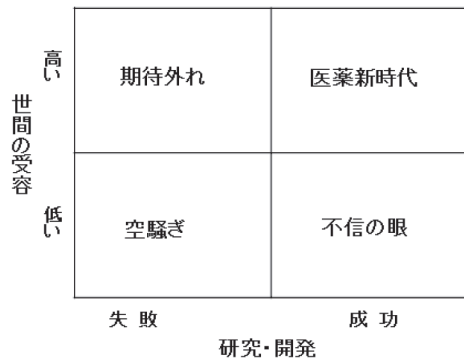 高い
期待外れ
医薬新時代
世間の受容
低い
空騒ぎ
不信の眼
失敗
成功
研究・開発